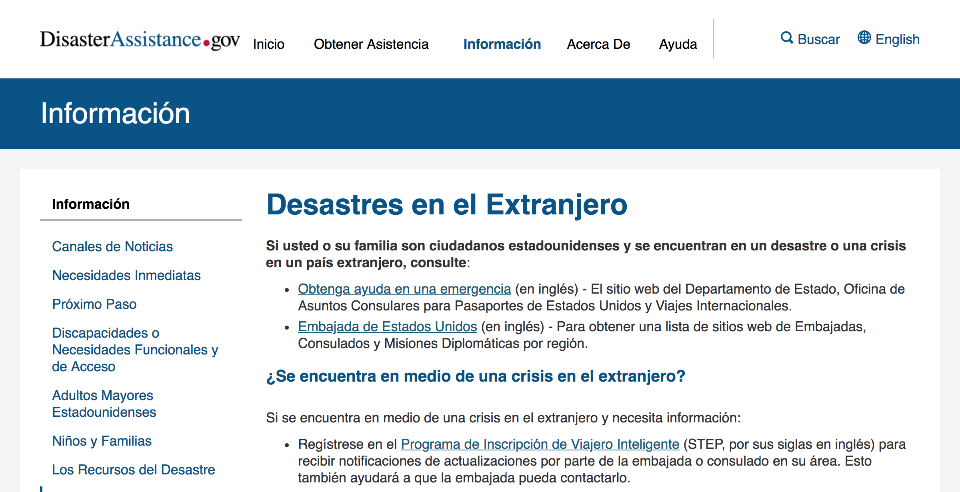 DisasterAssistance.gov
Inicio
Obtener Asistencia
Información
Acerca De
Ayuda
Buscar
English
Información
Información
Canales de Noticias
Necesidades Inmediatas
Próximo Paso
Discapacidades o
Necesidades Funcionales y
de Acceso
Adultos Mayores
Estadounidenses
Niños y Familias
Los Recursos del Desastre
Desastres en el Extranjero
Si usted o su familia son ciudadanos estadounidenses y se encuentran en un desastre o una crisis
en un país extranjero, consulte:
• Obtenga ayuda en una emergencia (en inglés) - El sitio web del Departamento de Estado, Oficina de
Asuntos Consulares para Pasaportes de Estados Unidos y Viajes Internacionales.
• Embajada de Estados Unidos (en inglés) - Para obtener una lista de sitios web de Embajadas,
Consulados y Misiones Diplomáticas por región.
¿Se encuentra en medio de una crisis en el extranjero?
Si se encuentra en medio de una crisis en el extranjero y necesita información:
• Regístrese en el Programa de Inscripción de Viajero Inteligente (STEP, por sus siglas en inglés) para
recibir notificaciones de actualizaciones por parte de la embajada o consulado en su área. Esto
también ayudará a que la embajada pueda contactarlo.